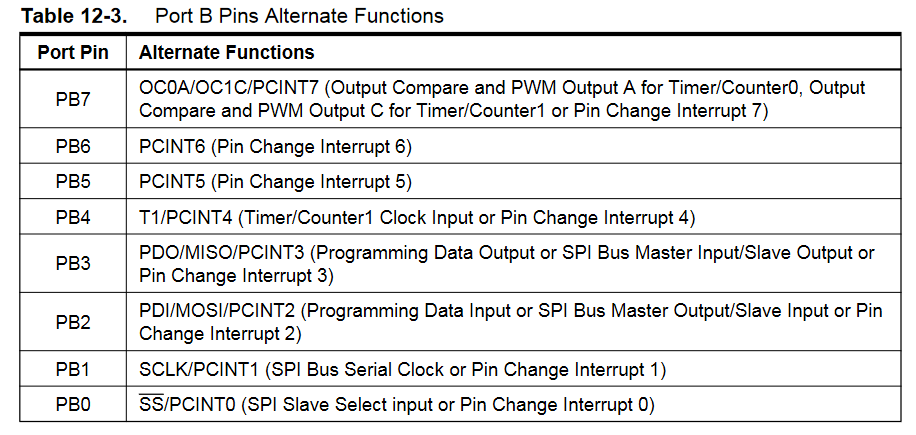 Table 12-3. Port B Pins Alternate Functions
Port Pin Alternate Functions
PB7 OC0A/OC1C/PCINT7 (Output Compare and PWM Output A for Timer/Counter0, Output
Compare and PWM Output C for Timer/Counter1 or Pin Change Interrupt 7)
PB6 PCINT6 (Pin Change Interrupt 6)
PB5 PCINT5 (Pin Change Interrupt 5)
PB4 T1/PCINT4 (Timer/Counter1 Clock Input or Pin Change Interrupt 4)
PB3 PDO/MISO/PCINT3 (Programming Data Output or SPI Bus Master Input/Slave Output or
Pin Change Interrupt 3)
PB2 PDI/MOSI/PCINT2 (Programming Data Input or SPI Bus Master Output/Slave Input or Pin
Change Interrupt 2)
PB1 SCLK/PCINT1 (SPI Bus Serial Clock or Pin Change Interrupt 1)
PB0 S̅S̅/PCINT0 (SPI Slave Select input or Pin Change Interrupt 0)